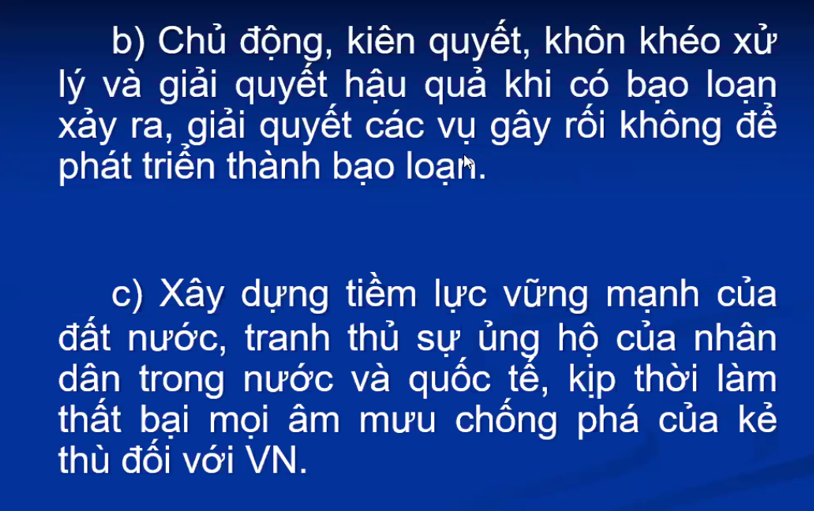 b) Chủ động, kiên quyết, khôn khéo xử
lý và giải quyết hậu quả khi có bạo loạn
xảy ra, giải quyết các vụ gây rối không để
phát triển thành bạo loạn.
c) Xây dựng tiềm lực vững mạnh của
đất nước, tranh thủ sự ủng hộ của nhân
dân trong nước và quốc tế, kịp thời làm
thất bại mọi âm mưu chống phá của kẻ
thù đối với VN.